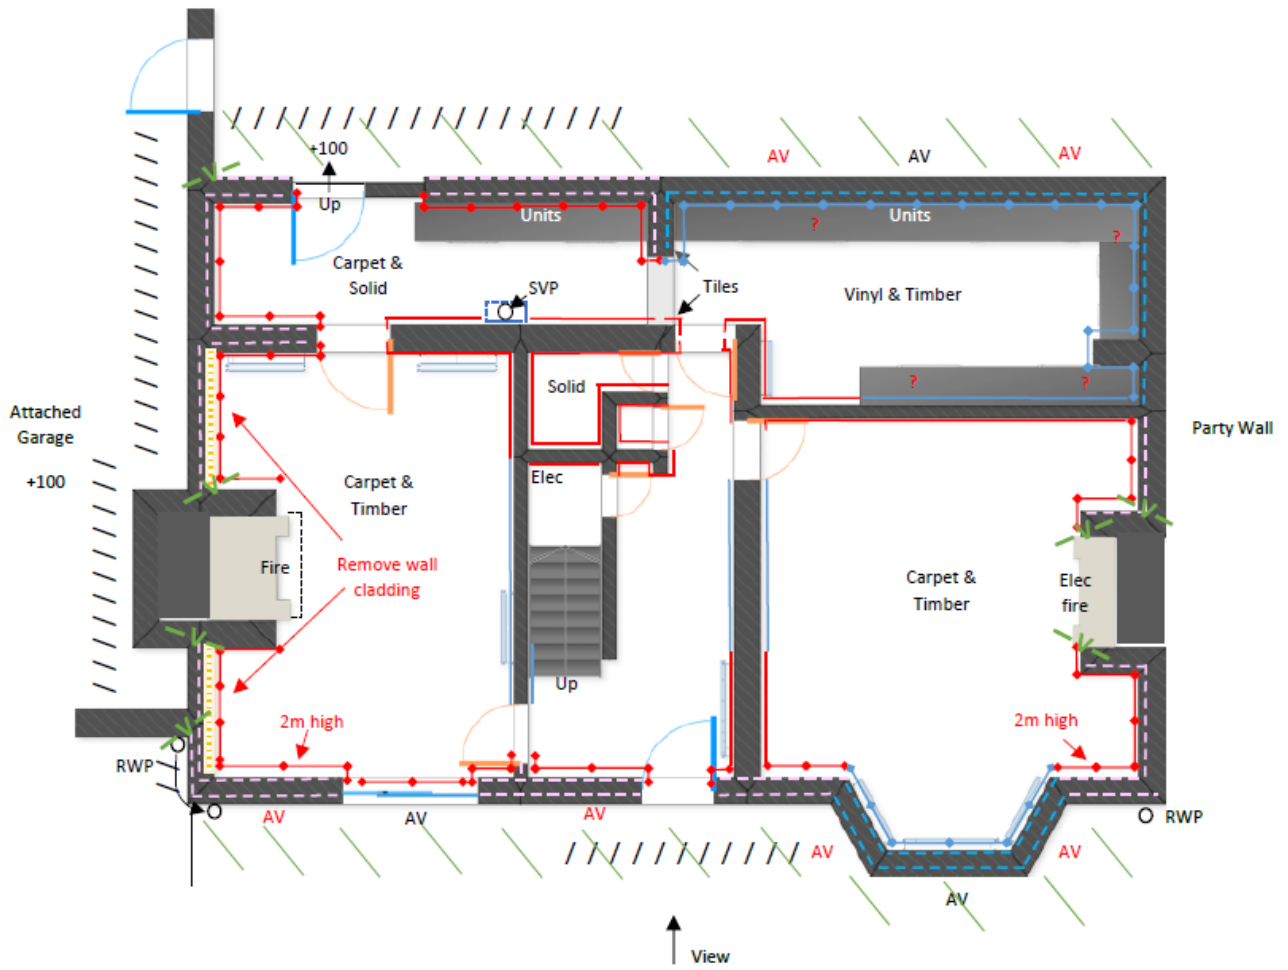 AV
AV
AV
+100
Up
Units
Units
?
?
Carpet &
Solid
SVP
Tiles
Vinyl & Timber
Solid
?
?
Attached
Garage
+100
Party Wall
Carpet &
Timber
Elec
Fire
Remove wall
cladding
Carpet &
Timber
Elec
fire
Up
2m high
2m high
RWP
AV
AV
AV
RWP
AV
AV
AV
View